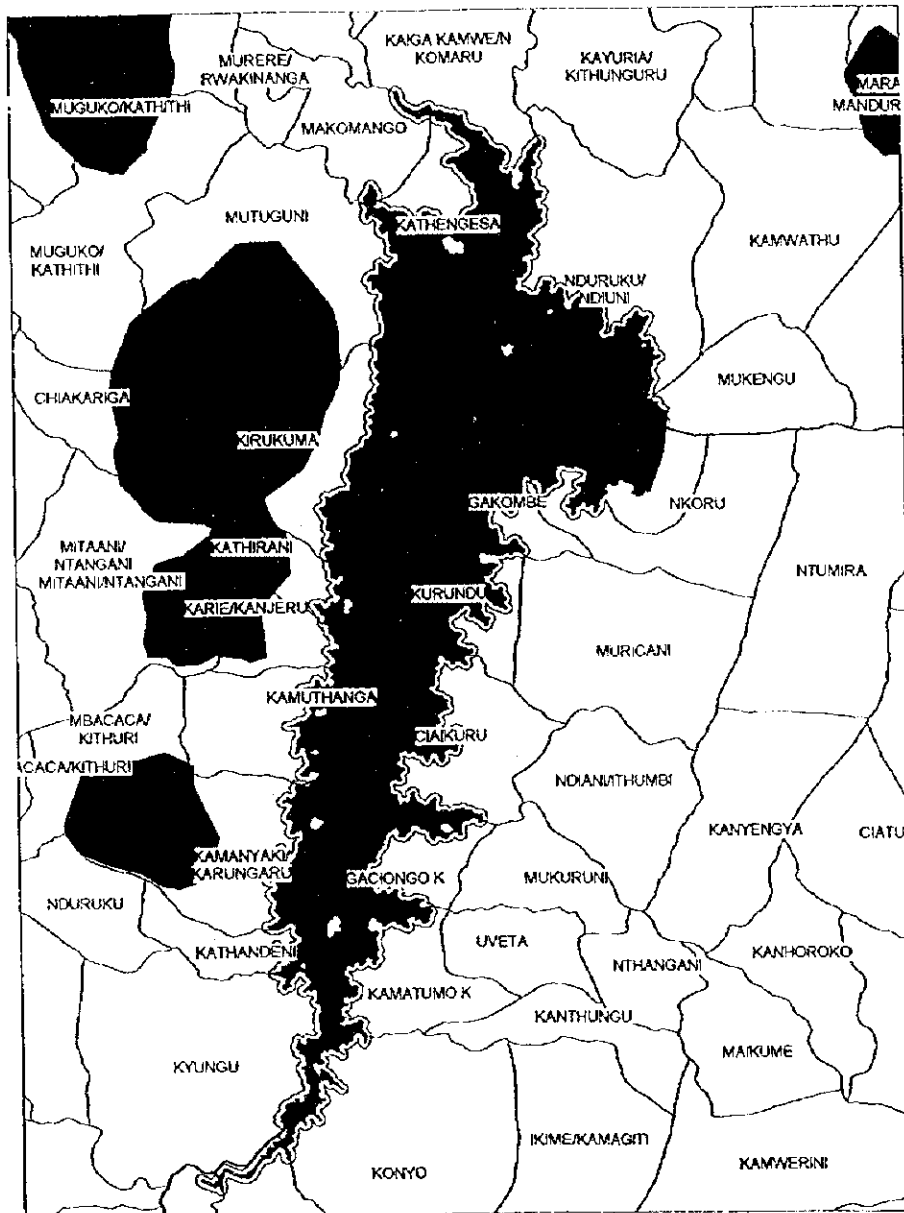 KAIGA KAMWE/N
KOMARU
KAYURIA/
KITHUNGURU
MURERE/
RWAKINANGA
MUGUKO/KATHITHI
MARA
MANDUR
MAKOMANGO
MUTUGUNI
KATHENGESA
KAMWATHU
MUGUKO/
KATHITHI
NDURUKU/
NDIUNI
MUKENGU
CHIAKARIGA
KIRUKUMA
GAKOMBE
NKORU
MITAANI/
NTANGANI
MITAANI/NTANGANI
KATHIRANI
NTUMIRA
KARIE/KANJERU
KURUNDU
MURICANI
KAMUTHANGA
MBACACA/
KITHURI
CIAIKURU
ACACA/KITHURI
NDIANI/ITHUMBI
KANYENGYA
CIATU
KAMANYAKI/
KARUNGARU
GACIONGO K
MUKURUNI
NDURUKU
KATHANDENI
UVETA
NTHANGANI
KANHOROKO
KAMATUMO K
KANTHUNGU
MAIKUME
KYUNGU
IKIME/KAMAGITI
KONYO
KAMWERINI